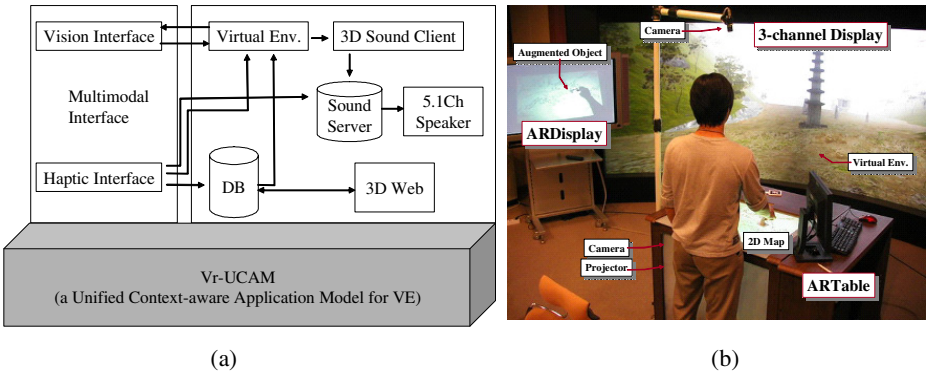 Vision Interface
Virtual Env.
3D Sound Client
Multimodal
Interface
Sound
Server
5.1Ch
Speaker
Haptic Interface
DB
3D Web
Vr-UCAM
(a Unified Context-aware Application Model for VE)
(a)
Camera
3-channel Display
Augmented Object
ARDisplay
Virtual Env.
Camera
2D Map
Projector
ARTable
(b)